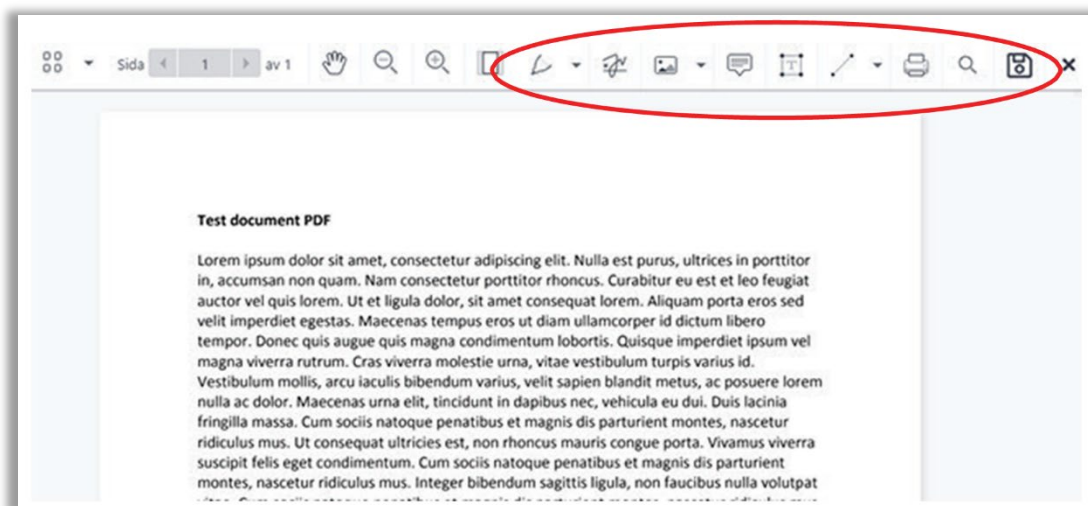 Sida 1 av 1
T
Test document PDF
Lorem ipsum dolor sit amet, consectetur adipiscing elit. Nulla est purus, ultrices in porttitor
in, accumsan non quam. Nam consectetur porttitor rhoncus. Curabitur eu est et leo feugiat
auctor vel quis lorem. Ut et ligula dolor, sit amet consequat lorem. Aliquam porta eros sed
velit imperdiet egestas. Maecenas tempus eros ut diam ullamcorper id dictum libero
tempor. Donec quis augue quis magna condimentum lobortis. Quisque imperdiet ipsum vel
magna viverra rutrum. Cras viverra molestie urna, vitae vestibulum turpis varius id.
Vestibulum mollis, arcu iaculis bibendum varius, velit sapien blandit metus, ac posuere lorem
nulla ac dolor. Maecenas urna elit, tincidunt in dapibus nec, vehicula eu dui. Duis lacinia
fringilla massa. Cum sociis natoque penatibus et magnis dis parturient montes, nascetur
ridiculus mus. Ut consequat ultricies est, non rhoncus mauris congue porta. Vivamus viverra
suscipit felis eget condimentum. Cum sociis natoque penatibus et magnis dis parturient
montes, nascetur ridiculus mus. Integer bibendum sagittis ligula, non faucibus nulla volutpat